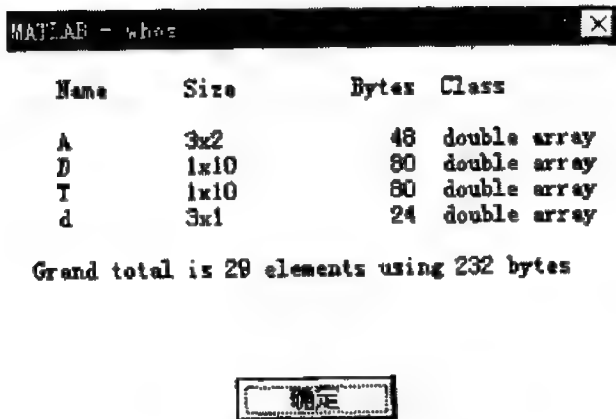 MATLAB - whos
Name Size Bytes Class
A 3x2 48 double array
D 1x10 80 double array
T 1x10 80 double array
d 3x1 24 double array
Grand total is 29 elements using 232 bytes
确定